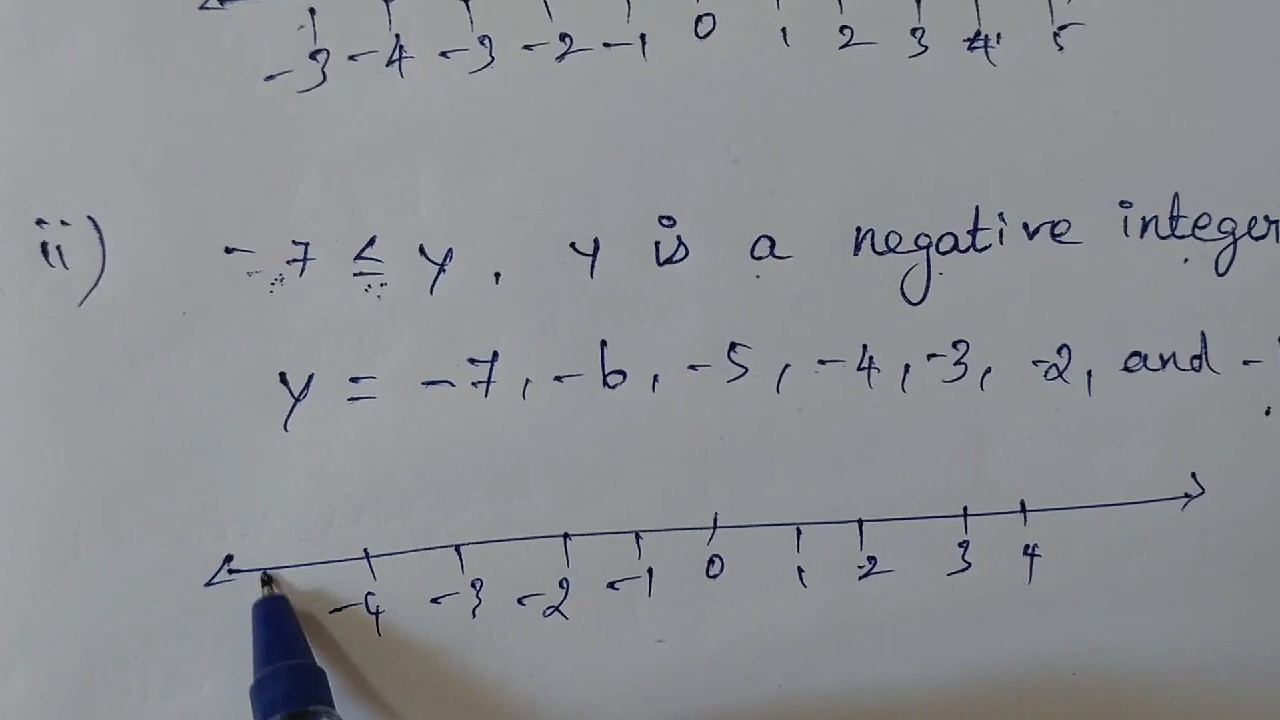 -3 -4 -3 -2 -1 0 1 2 3 4 5
ii) -7 ≤ y. y is a negative integer
y = -7, -6, -5, -4, -3, -2, and -
-4 -3 -2 -1 0 1 2 3 4